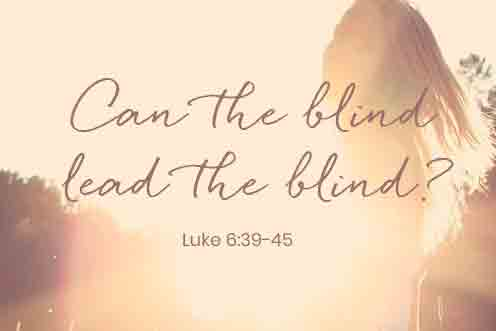 Can the blind
lead the blind?
Luke 6:39-45